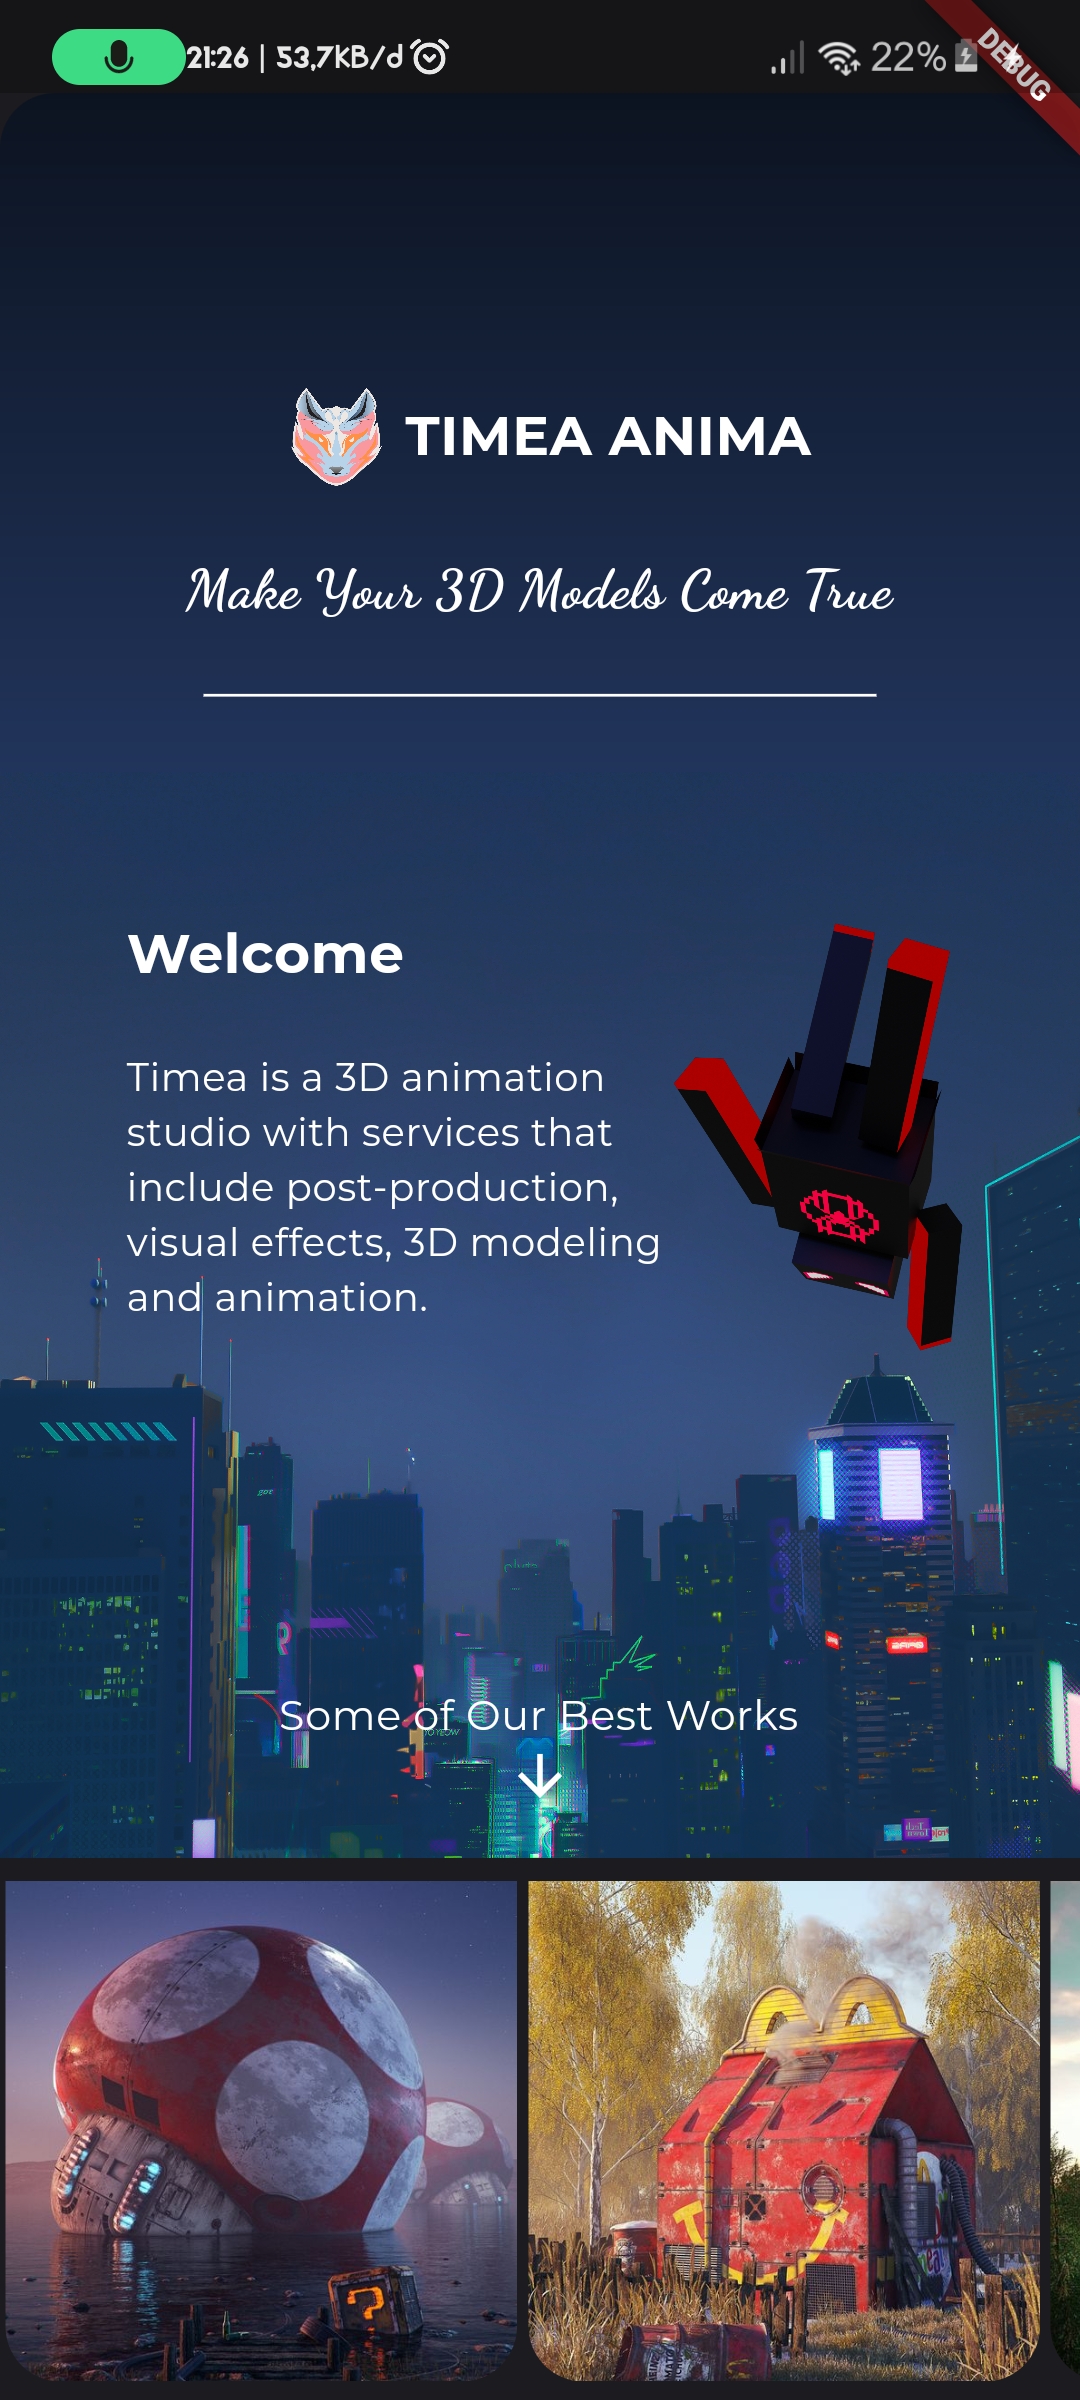 21:26 | 53,7KB/d
22%
DEBUG
TIMEA ANIMA
Make Your 3D Models Come True
Welcome
Timea is a 3D animation
studio with services that
include post-production,
visual effects, 3D modeling
and animation.
Some of Our Best Works
?